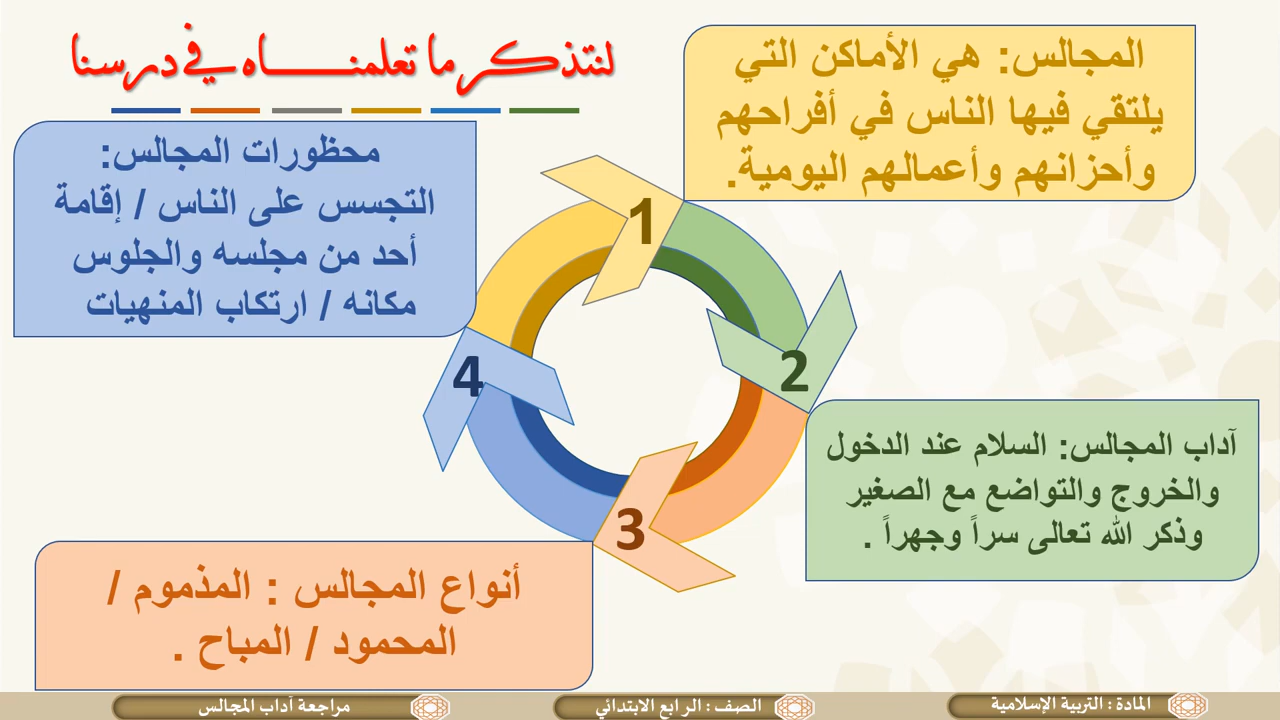 لنتذكر ما تعلمناه في درسنا
المجالس: هي الأماكن التي
يلتقي فيها الناس في أفراحهم
وأحزانهم وأعمالهم اليومية.
1
آداب المجالس: السلام عند الدخول
والخروج والتواضع مع الصغير
وذكر الله تعالى سراً وجهراً .
2
أنواع المجالس : المذموم /
المحمود / المباح .
3
محظورات المجالس:
التجسس على الناس / إقامة
أحد من مجلسه والجلوس
مكانه / ارتكاب المنهيات
4
المادة : التربية الإسلامية
الصف : الرابع الابتدائي
مراجعة آداب المجالس